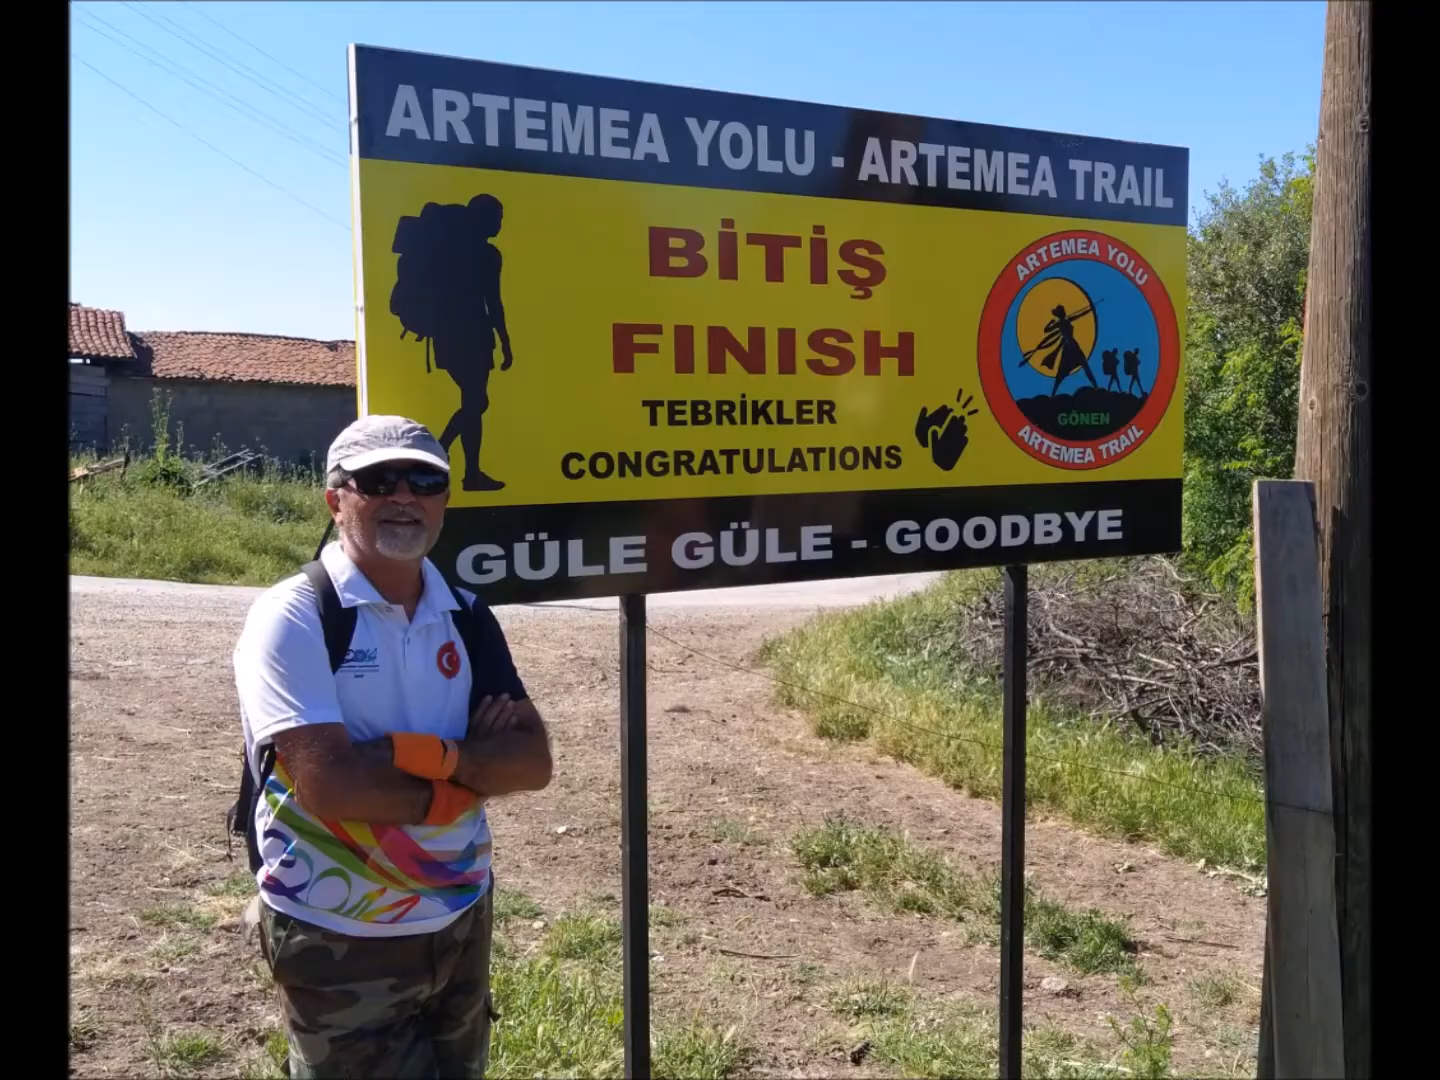 ARTEMEA YOLU - ARTEMEA TRAIL
BİTİŞ
FINISH
TEBRİKLER
CONGRATULATIONS
ARTEMEA YOLU
GÖNEN
ARTEMEA TRAIL
GÜLE GÜLE - GOODBYE